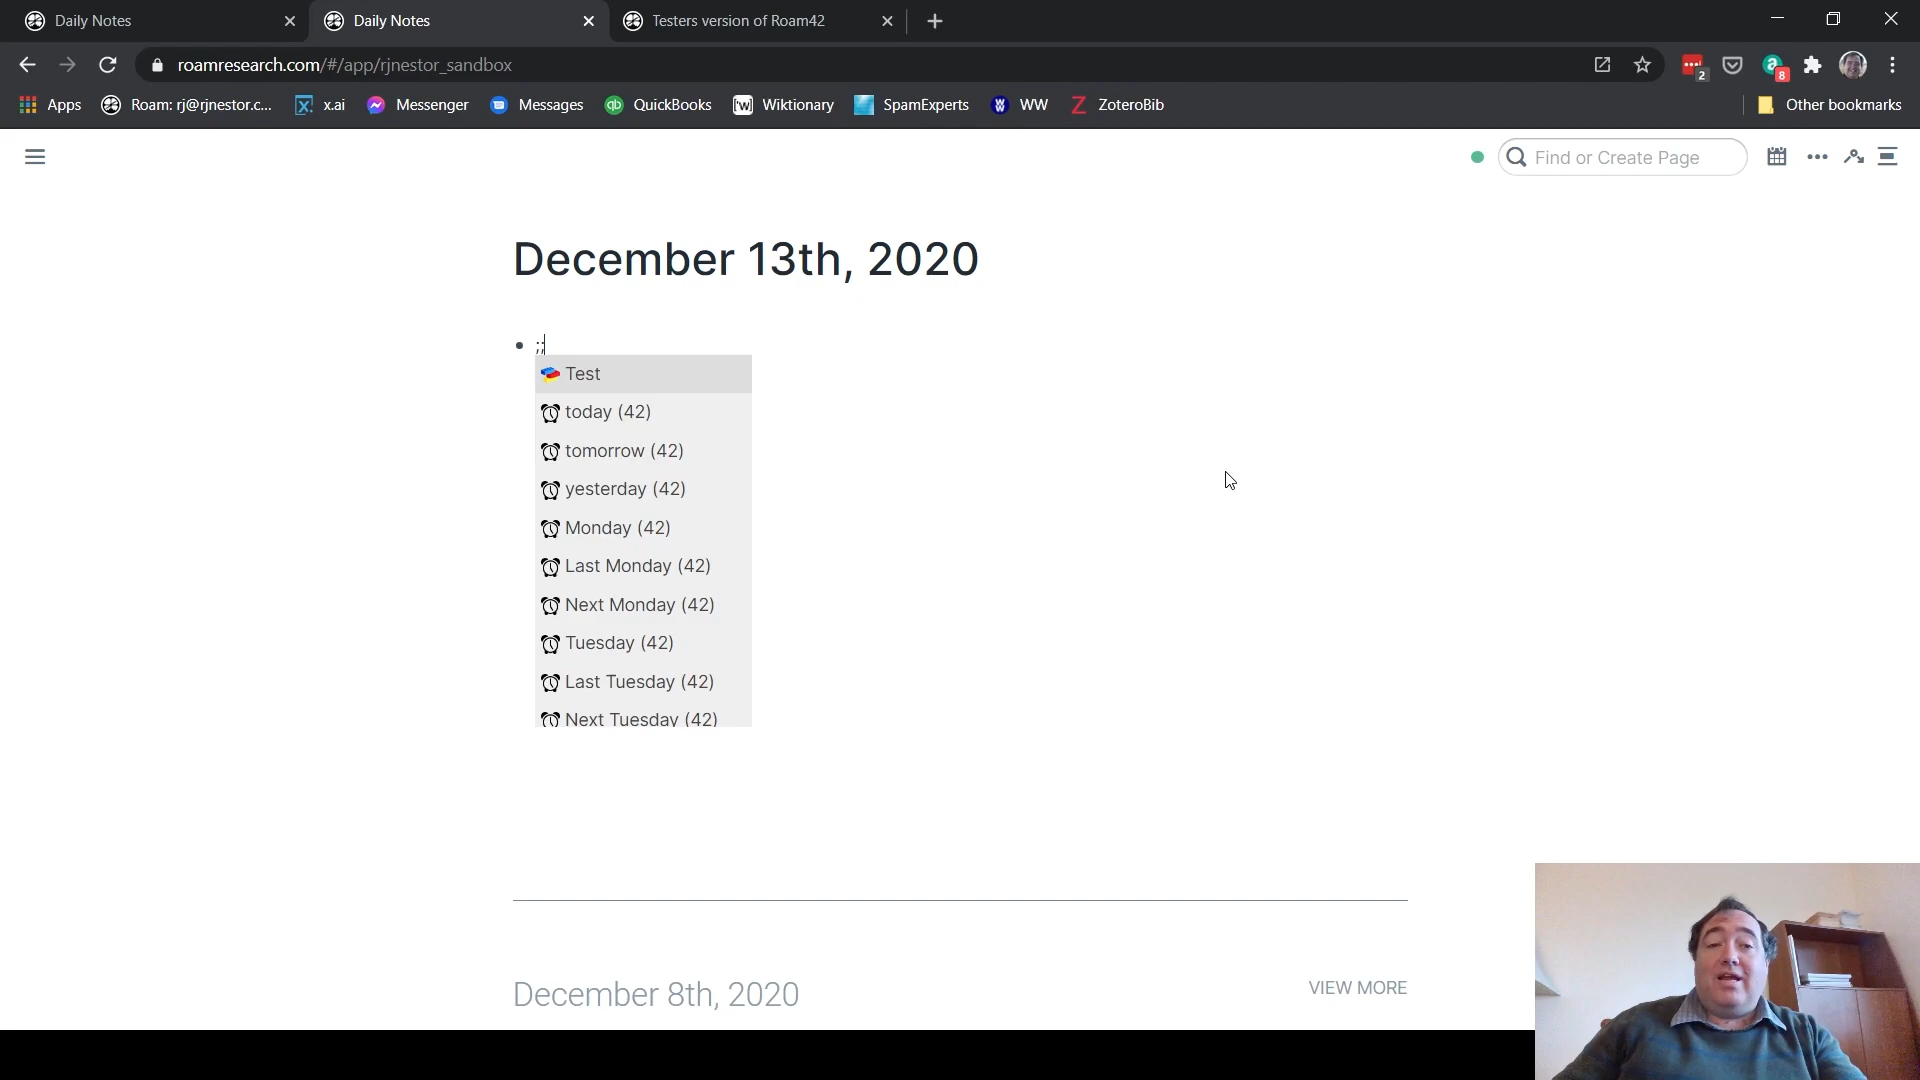 Daily Notes
Daily Notes
Testers version of Roam42
roamresearch.com/#/app/rjnestor_sandbox
2
8
Apps
Roam: rj@rjnestor.c...
x.ai
Messenger
Messages
QuickBooks
Wiktionary
SpamExperts
WW
ZoteroBib
Other bookmarks
Find or Create Page
December 13th, 2020
;;
Test
today (42)
tomorrow (42)
yesterday (42)
Monday (42)
Last Monday (42)
Next Monday (42)
Tuesday (42)
Last Tuesday (42)
Next Tuesday (42)
December 8th, 2020
VIEW MORE